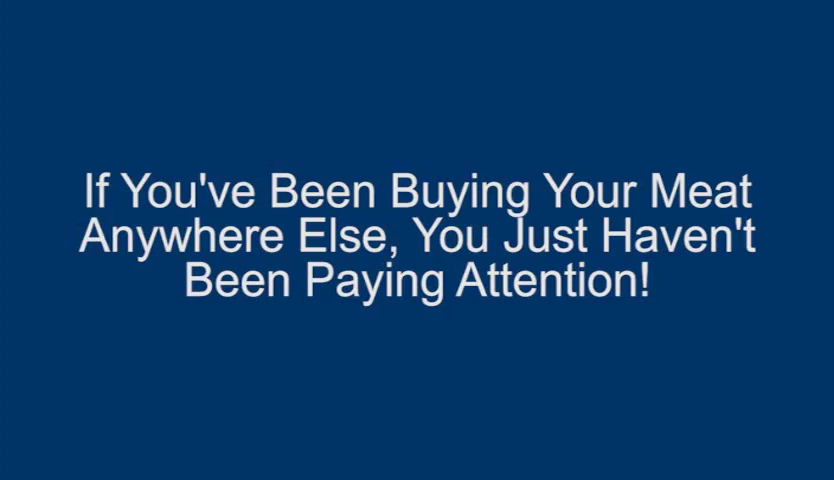 If You've Been Buying Your Meat
Anywhere Else, You Just Haven't
Been Paying Attention!